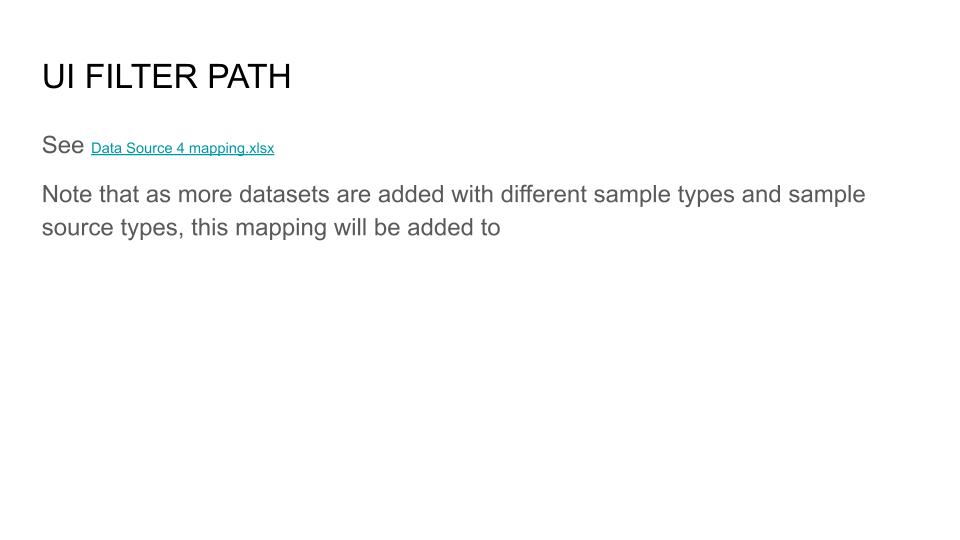 UI FILTER PATH
See Data Source 4 mapping.xlsx
Note that as more datasets are added with different sample types and sample
source types, this mapping will be added to